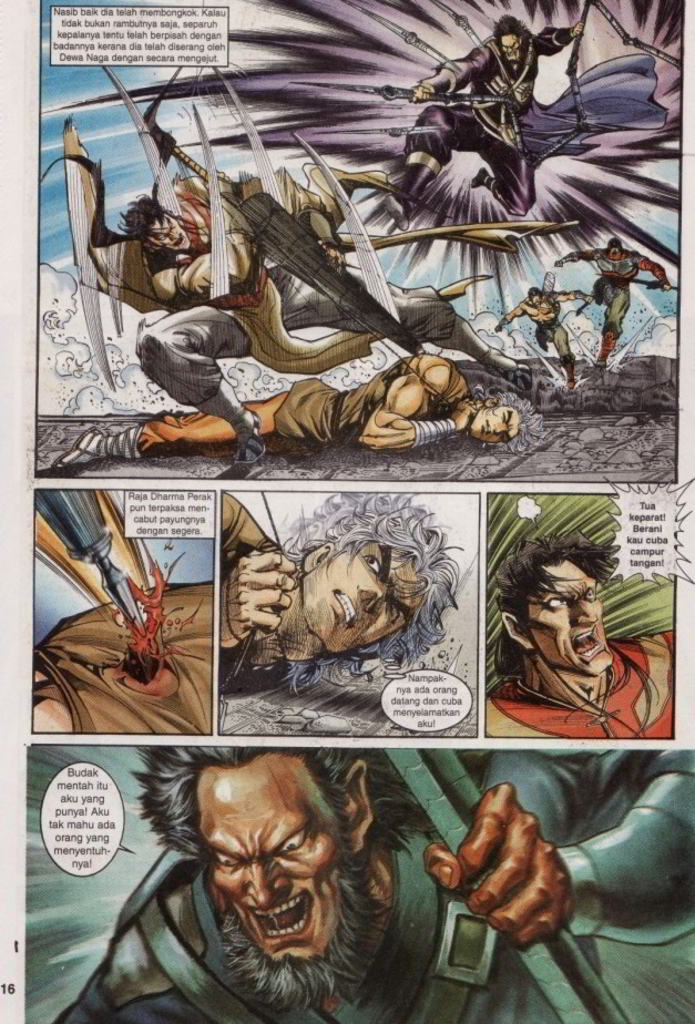 Nasib baik dia telah membongkok. Kalau
tidak bukan rambutnya saja, separuh
kepalanya tentu telah berpisah dengan
badannya kerana dia telah diserang oleh
Dewa Naga dengan secara mengejut.
Raja Dharma Perak
pun terpaksa men-
cabut payungnya
dengan segera.
Nampak-
nya ada orang
datang dan cuba
menyelamatkan
aku!
Tua
keparat!
Berani
kau cuba
campur
tangan!
Budak
mentah itu
aku yang
punya! Aku
tak mahu ada
orang yang
menyentuh-
nya!
16